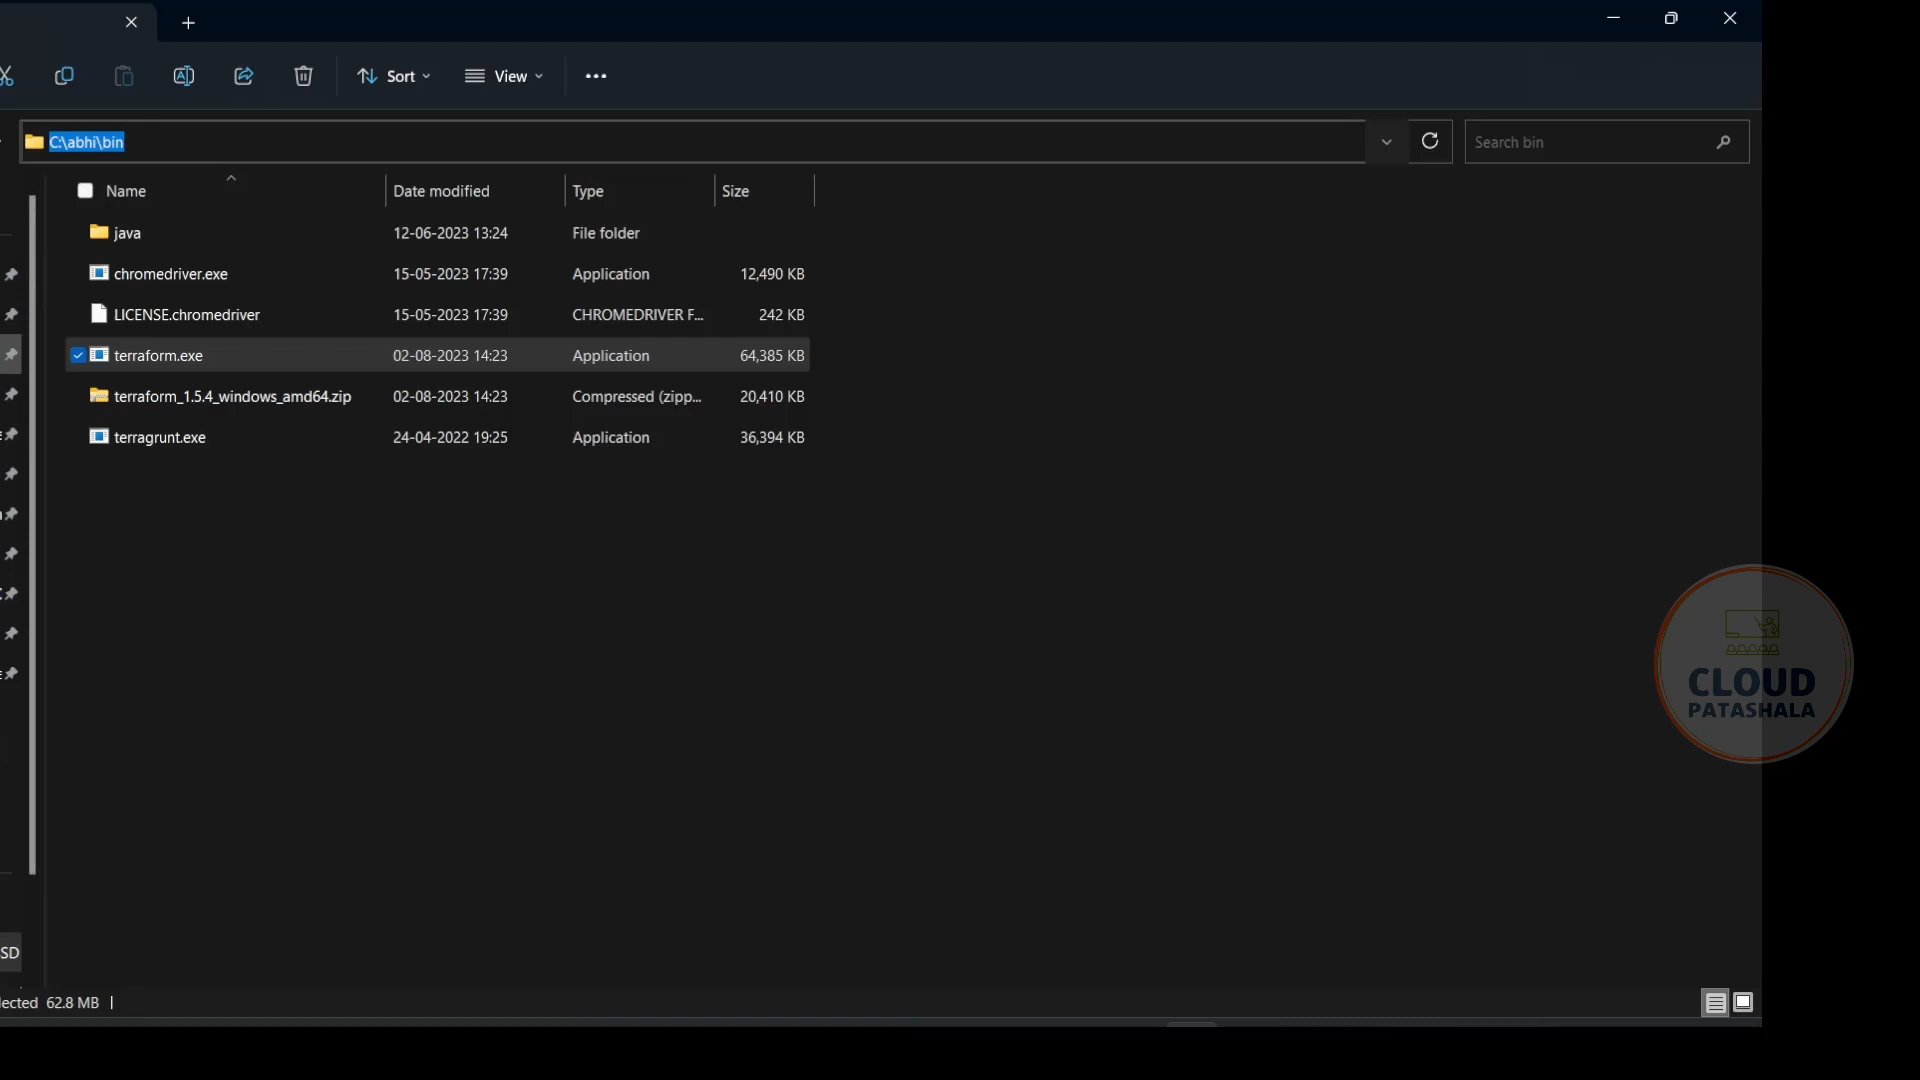 Sort View
C:\abhi\bin Search bin
Name Date modified Type Size
java 12-06-2023 13:24 File folder
chromedriver.exe 15-05-2023 17:39 Application 12,490 KB
LICENSE.chromedriver 15-05-2023 17:39 CHROMEDRIVER F... 242 KB
terraform.exe 02-08-2023 14:23 Application 64,385 KB
terraform_1.5.4_windows_amd64.zip 02-08-2023 14:23 Compressed (zipp... 20,410 KB
terragrunt.exe 24-04-2022 19:25 Application 36,394 KB
CLOUD
PATASHALA
SD
lected 62.8 MB